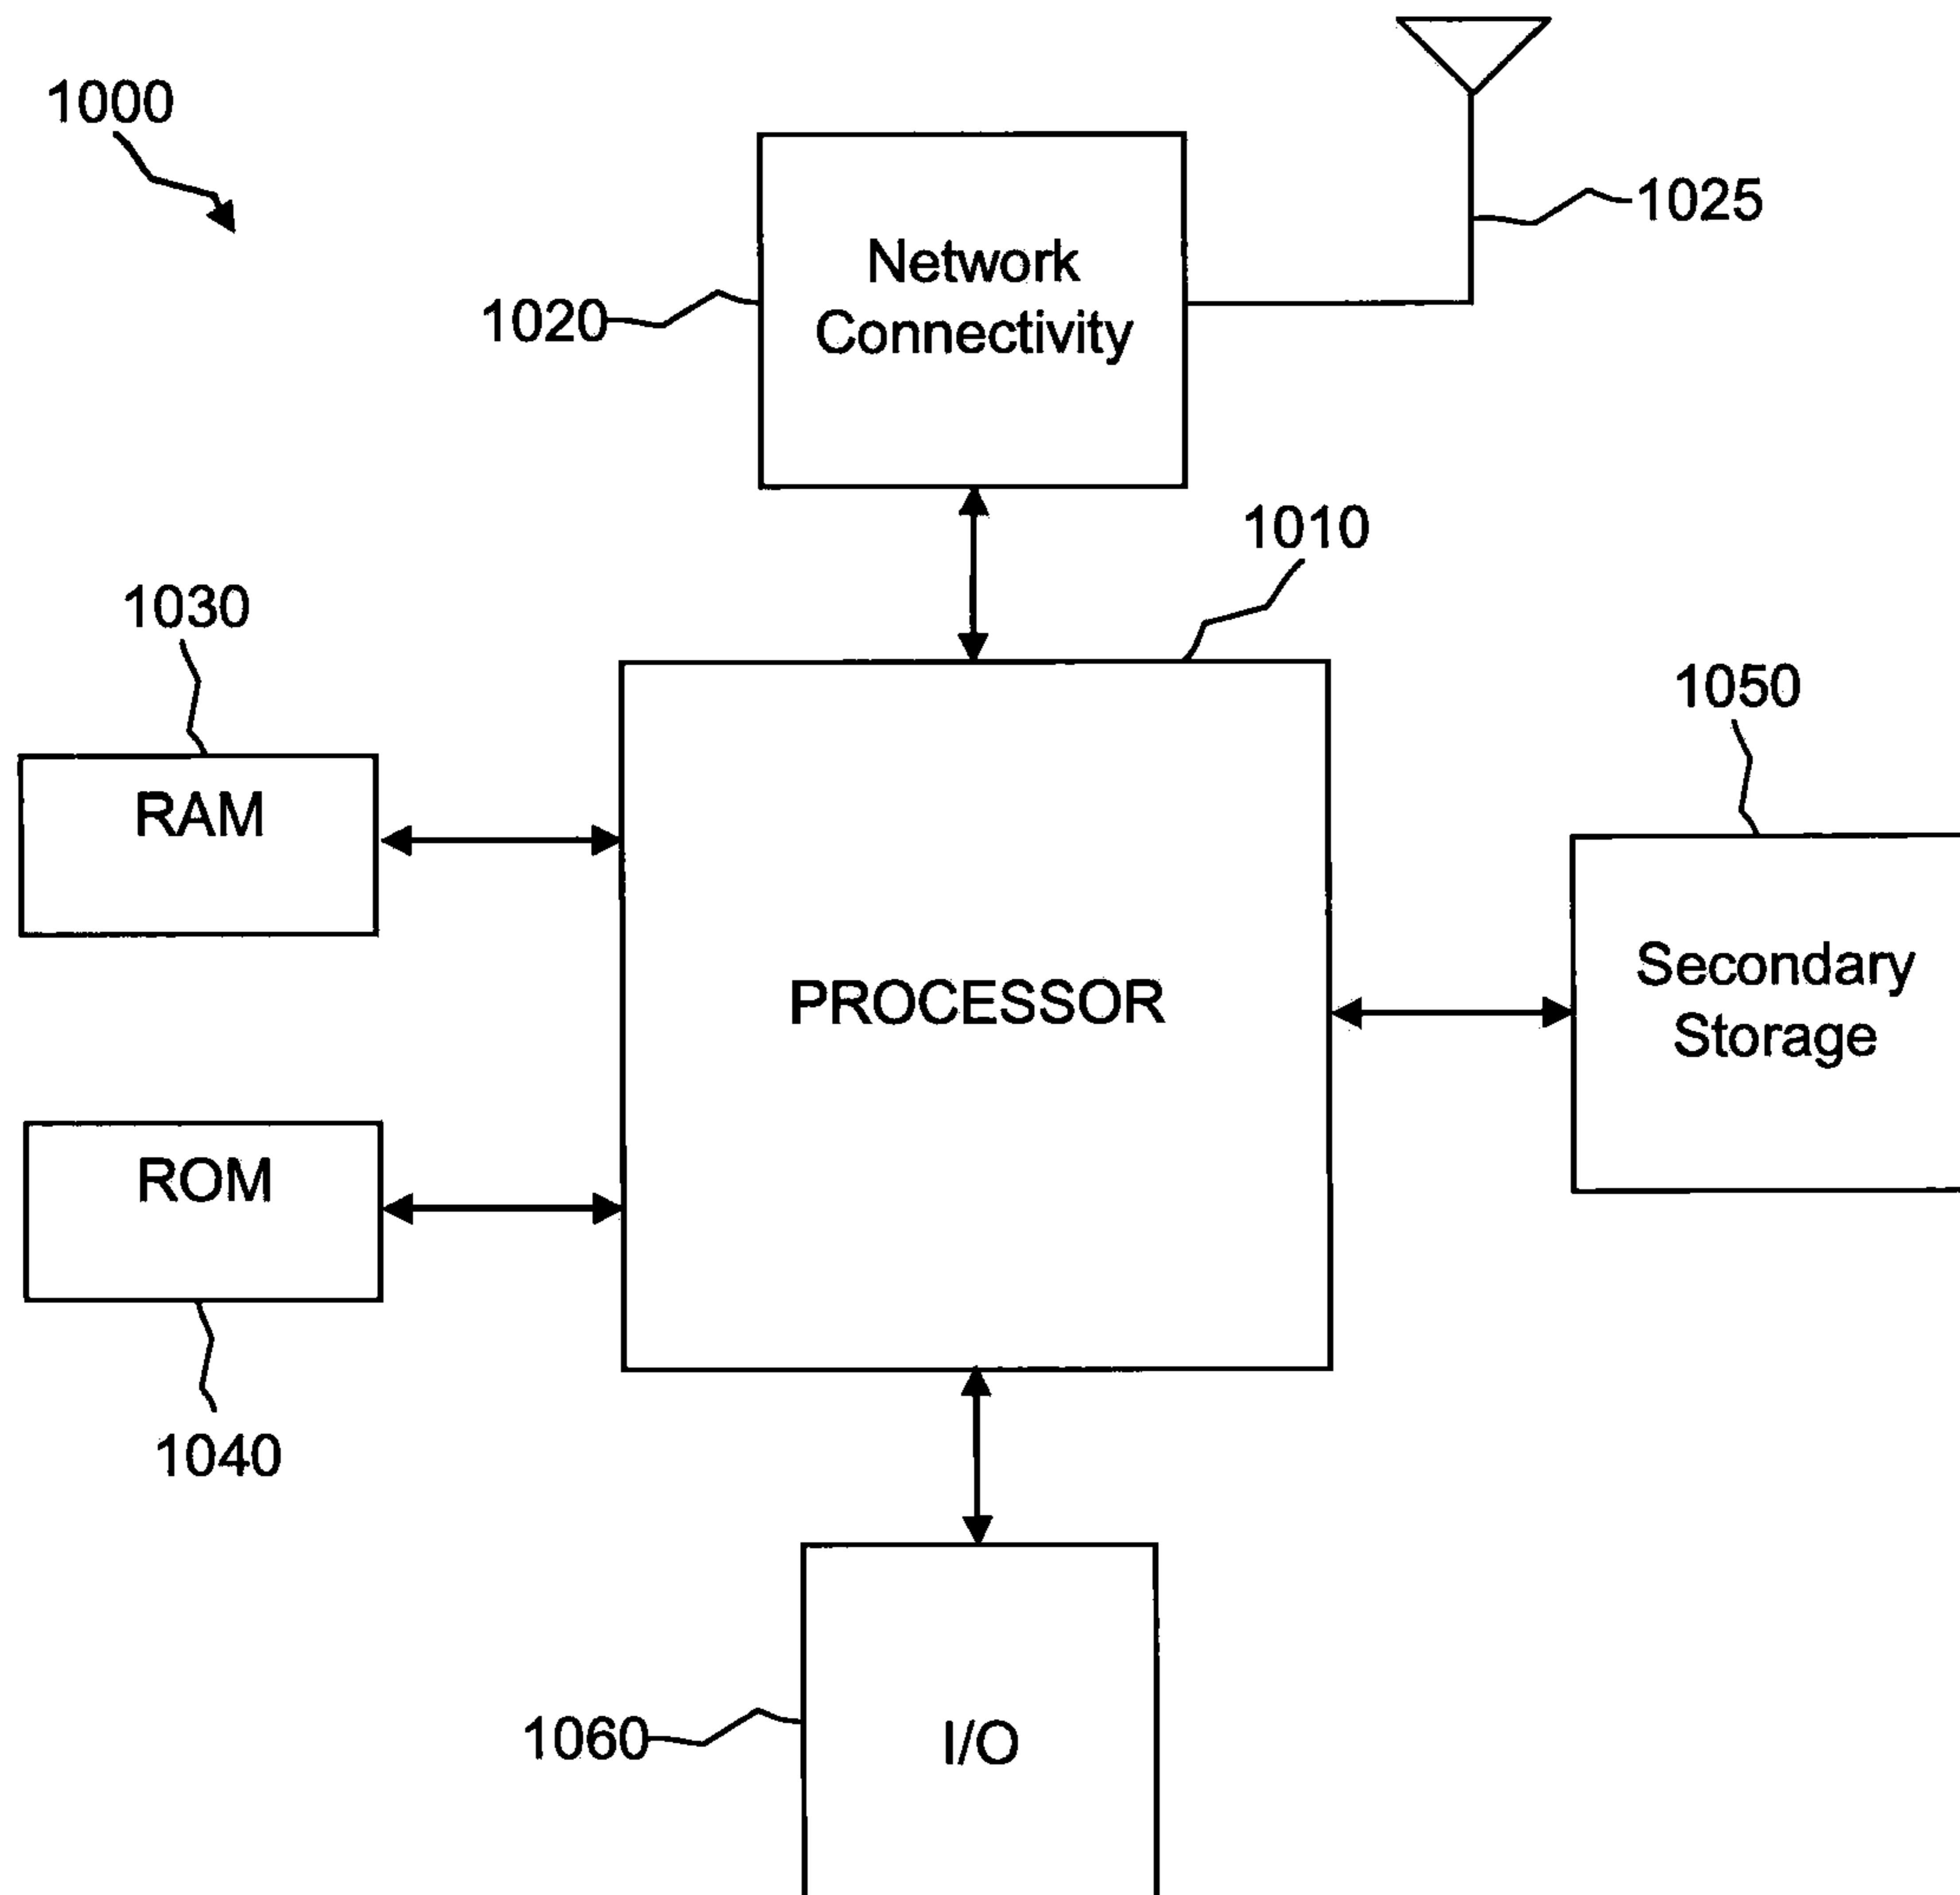 1000
1025
Network
Connectivity
1020
1010
1030
1050
RAM
Secondary
Storage
PROCESSOR
ROM
1040
1060
I/O